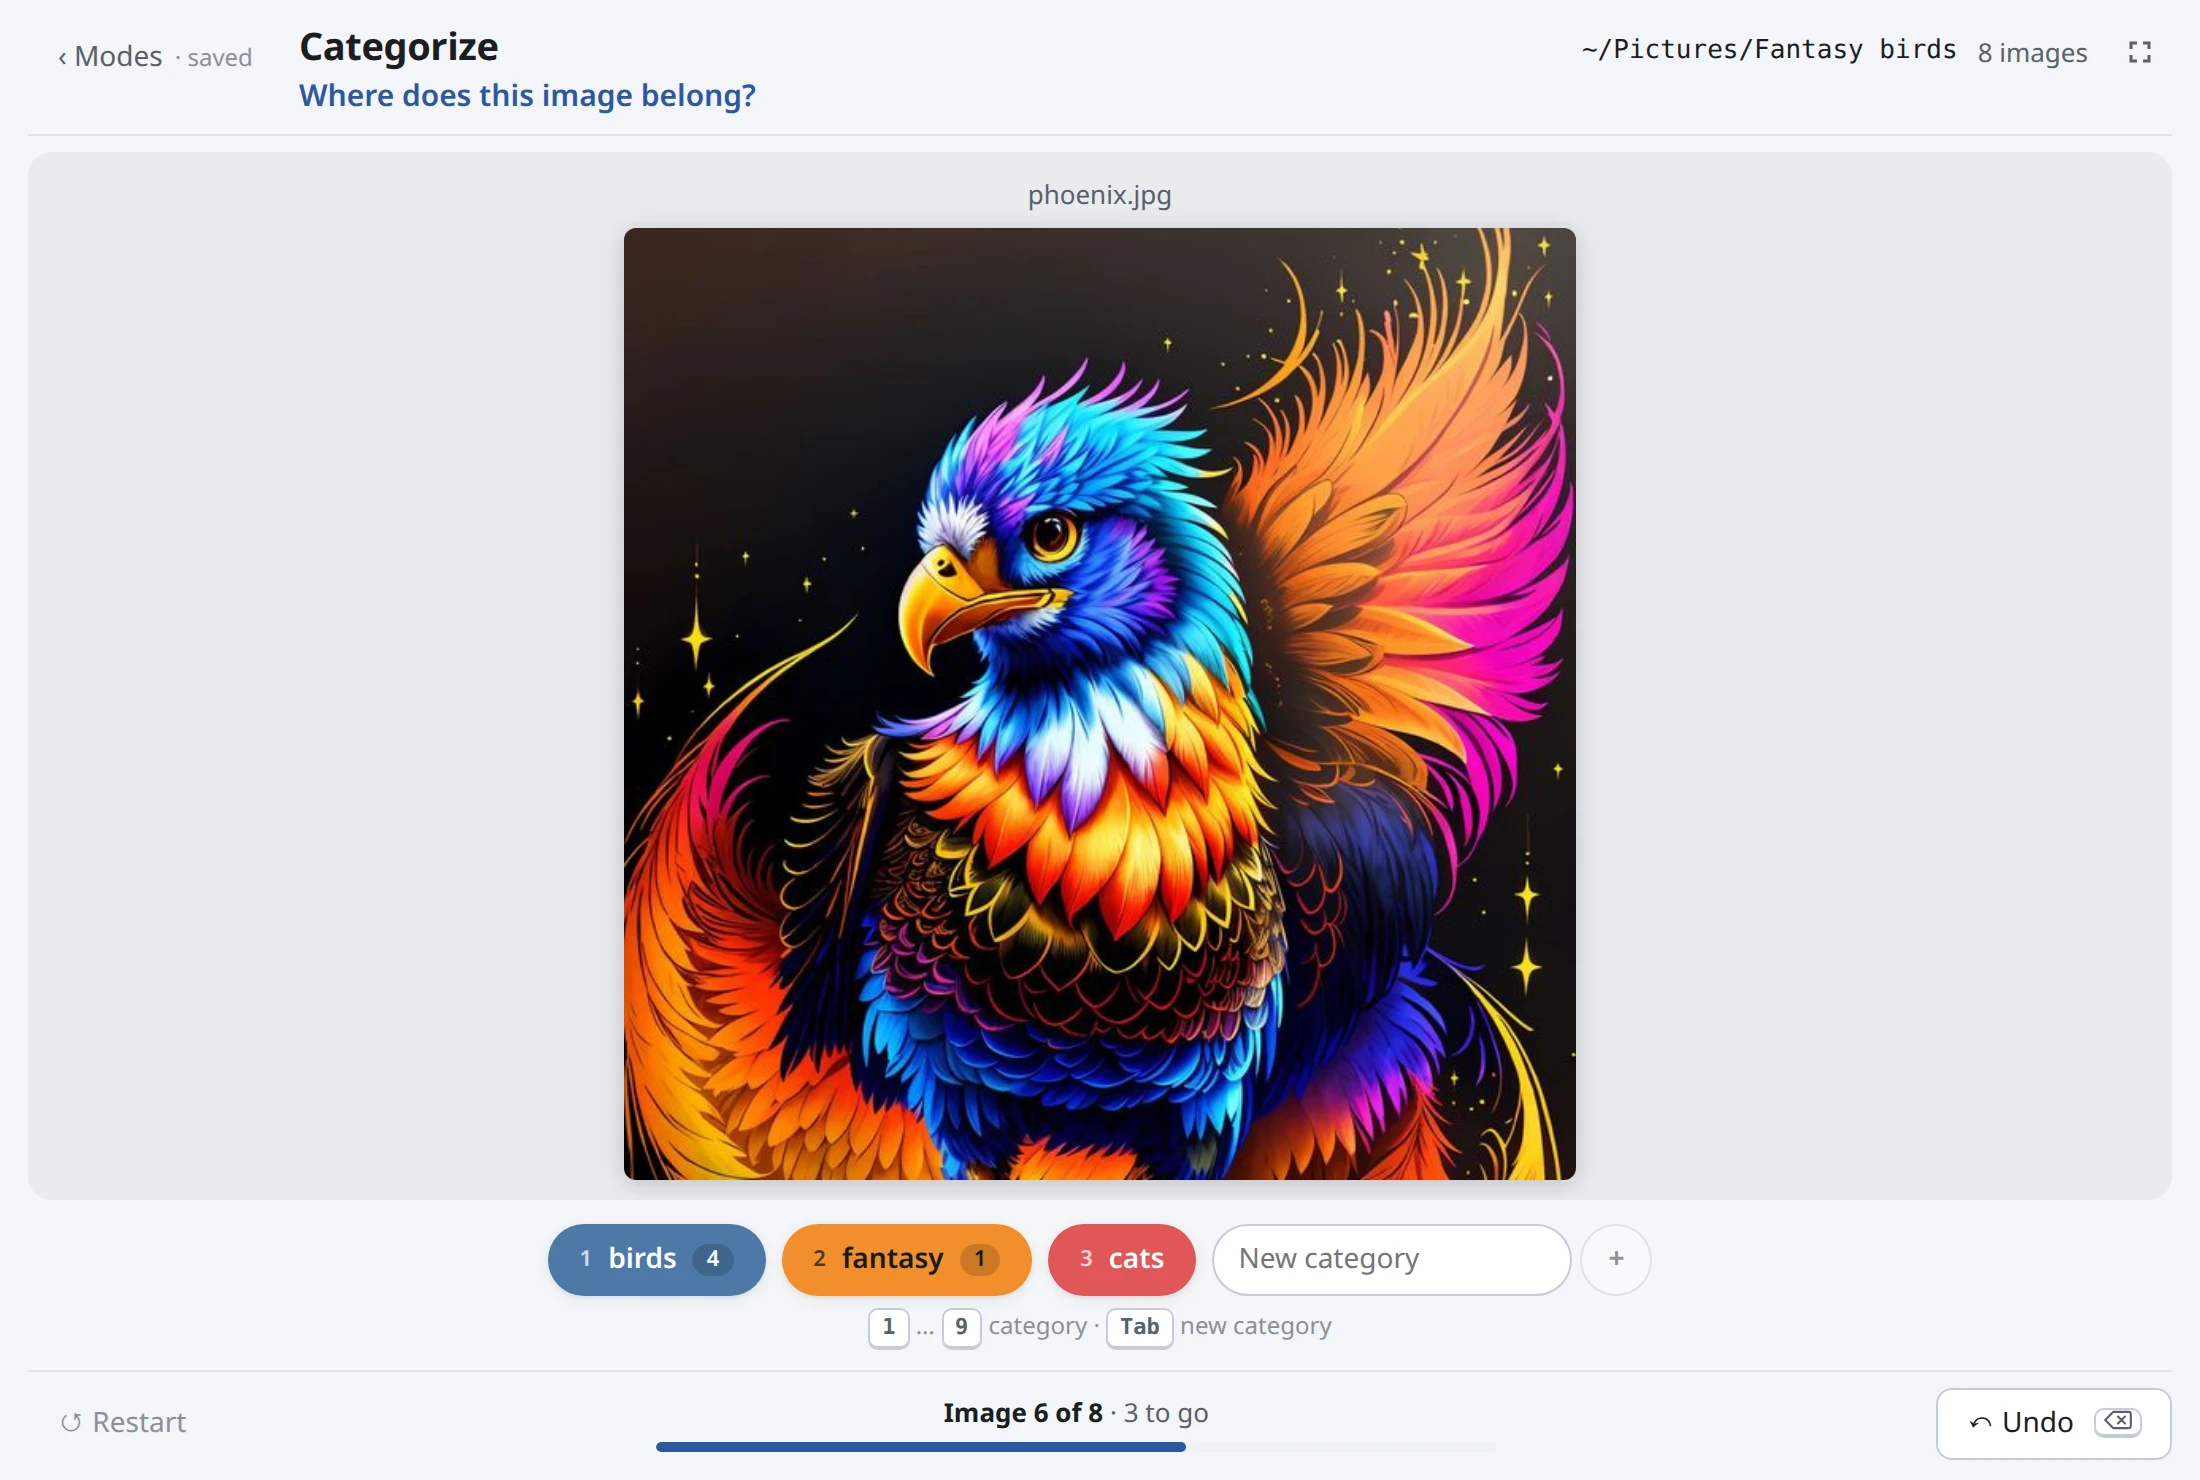 ‹ Modes · saved
Categorize
Where does this image belong?
~/Pictures/Fantasy birds 8 images
phoenix.jpg
1 birds 4
2 fantasy 1
3 cats
New category
+
1 … 9 category · Tab new category
Restart
Image 6 of 8 · 3 to go
Undo